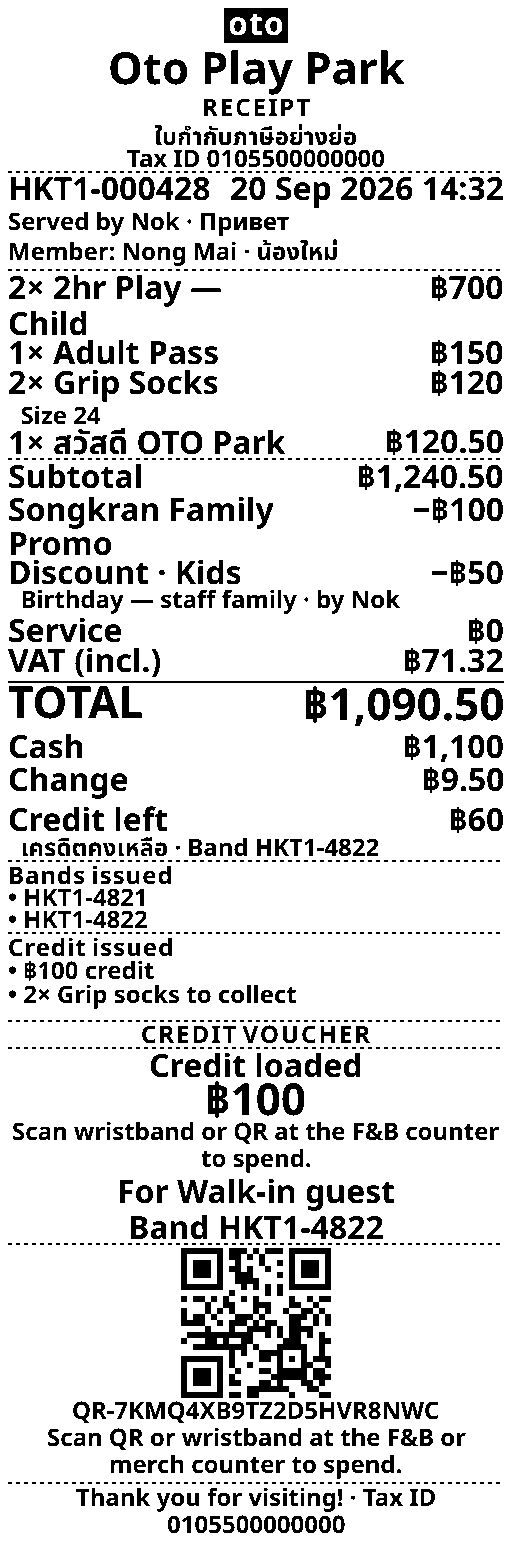 oto
Oto Play Park
RECEIPT
ใบกำกับภาษีอย่างย่อ
Tax ID 0105500000000
HKT1-000428 20 Sep 2026 14:32
Served by Nok · Привет
Member: Nong Mai · น้องใหม่
2× 2hr Play — ฿700
Child
1× Adult Pass ฿150
2× Grip Socks ฿120
Size 24
1× สวัสดี OTO Park ฿120.50
Subtotal ฿1,240.50
Songkran Family −฿100
Promo
Discount · Kids −฿50
Birthday — staff family · by Nok
Service ฿0
VAT (incl.) ฿71.32
TOTAL ฿1,090.50
Cash ฿1,100
Change ฿9.50
Credit left ฿60
เครดิตคงเหลือ · Band HKT1-4822
Bands issued
• HKT1-4821
• HKT1-4822
Credit issued
• ฿100 credit
• 2× Grip socks to collect
CREDIT VOUCHER
Credit loaded
฿100
Scan wristband or QR at the F&B counter
to spend.
For Walk-in guest
Band HKT1-4822
QR-7KMQ4XB9TZ2D5HVR8NWC
Scan QR or wristband at the F&B or
merch counter to spend.
Thank you for visiting! · Tax ID
0105500000000